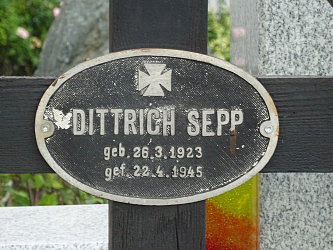 DITTRICH SEPP
geb. 26.3.1923
gef. 22.4.1945